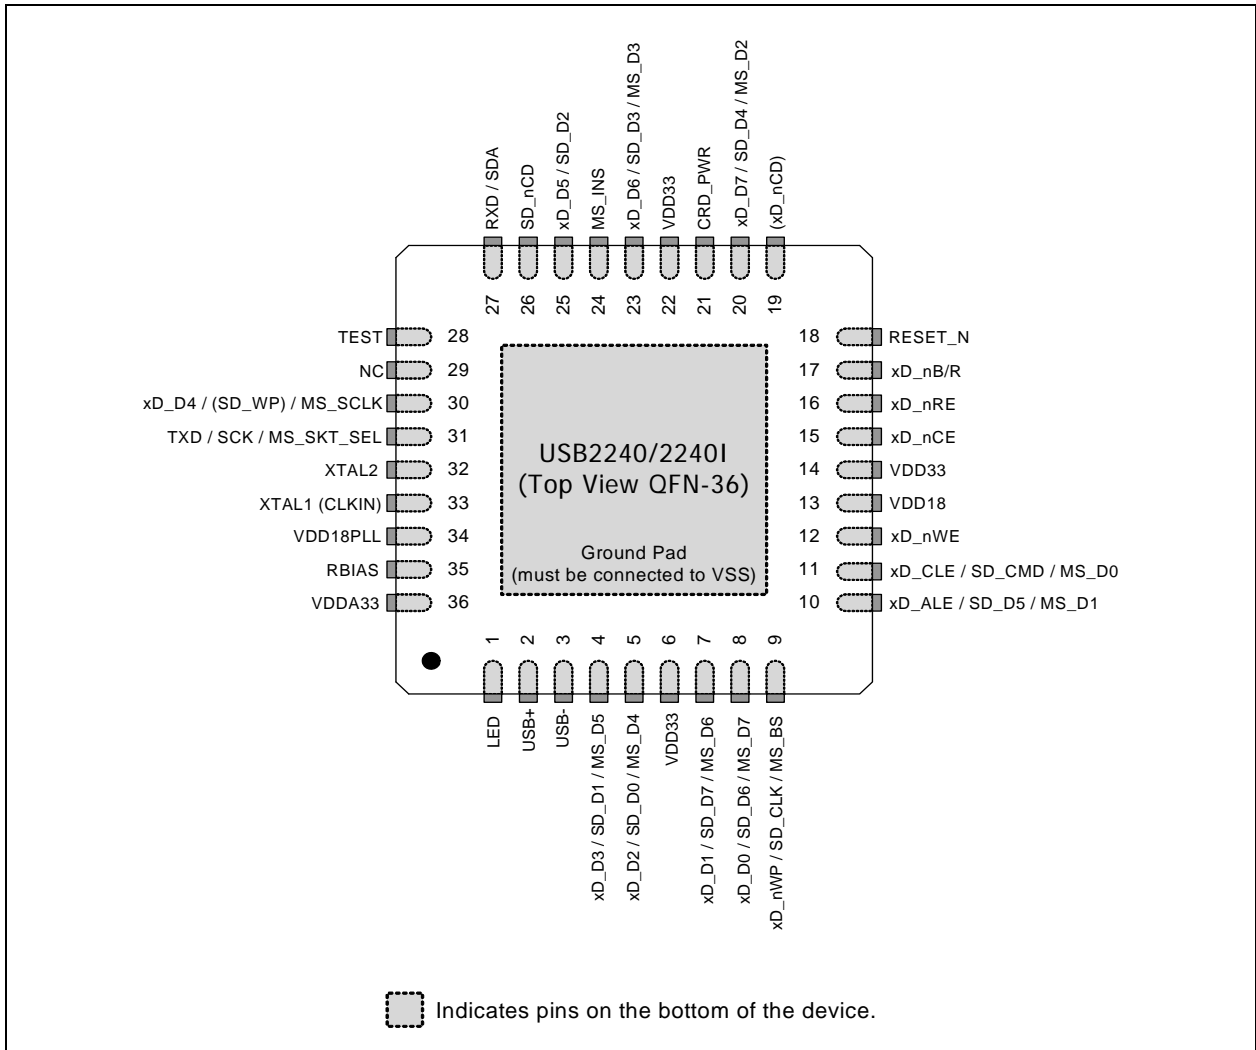 RXD / SDA
SD_nCD
xD_D5 / SD_D2
MS_INS
xD_D6 / SD_D3 / MS_D3
VDD33
CRD_PWR
xD_D7 / SD_D4 / MS_D2
(xD_nCD)
27
26
25
24
23
22
21
20
19
TEST 28
NC 29
xD_D4 / (SD_WP) / MS_SCLK 30
TXD / SCK / MS_SKT_SEL 31
XTAL2 32
XTAL1 (CLKIN) 33
VDD18PLL 34
RBIAS 35
VDDA33 36
USB2240/2240I
(Top View QFN-36)
Ground Pad
(must be connected to VSS)
18 RESET_N
17 xD_nB/R
16 xD_nRE
15 xD_nCE
14 VDD33
13 VDD18
12 xD_nWE
11 xD_CLE / SD_CMD / MS_D0
10 xD_ALE / SD_D5 / MS_D1
1
2
3
4
5
6
7
8
9
LED
USB+
USB-
xD_D3 / SD_D1 / MS_D5
xD_D2 / SD_D0 / MS_D4
VDD33
xD_D1 / SD_D7 / MS_D6
xD_D0 / SD_D6 / MS_D7
xD_nWP / SD_CLK / MS_BS
Indicates pins on the bottom of the device.